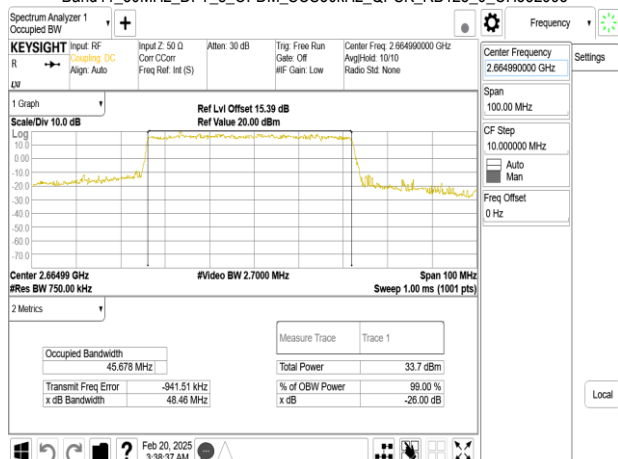 Spectrum Analyzer 1
Occupied BW
KEYSIGHT
R
Input: RF
Coupling: DC
Align: Auto
Input Z: 50 Ω
Corr CCorr
Freq Ref: Int (S)
Atten: 30 dB
Trig: Free Run
Gate: Off
#IF Gain: Low
Center Freq: 2.664990000 GHz
Avg|Hold: 10/10
Radio Std: None
1 Graph
Scale/Div 10.0 dB
Ref Lvl Offset 15.39 dB
Ref Value 20.00 dBm
Log
10.0
0.00
-10.0
-20.0
-30.0
-40.0
-50.0
-60.0
-70.0
Center 2.66499 GHz
#Video BW 2.7000 MHz
Span 100 MHz
#Res BW 750.00 kHz
Sweep 1.00 ms (1001 pts)
2 Metrics
Measure Trace Trace 1
Occupied Bandwidth
45.678 MHz
Total Power 33.7 dBm
Transmit Freq Error -941.51 kHz
% of OBW Power 99.00 %
x dB Bandwidth 48.46 MHz
x dB -26.00 dB
Feb 20, 2025
3:38:37 AM
Frequency
Center Frequency
2.664990000 GHz
Settings
Span
100.00 MHz
CF Step
10.000000 MHz
Auto
Man
Freq Offset
0 Hz
Local